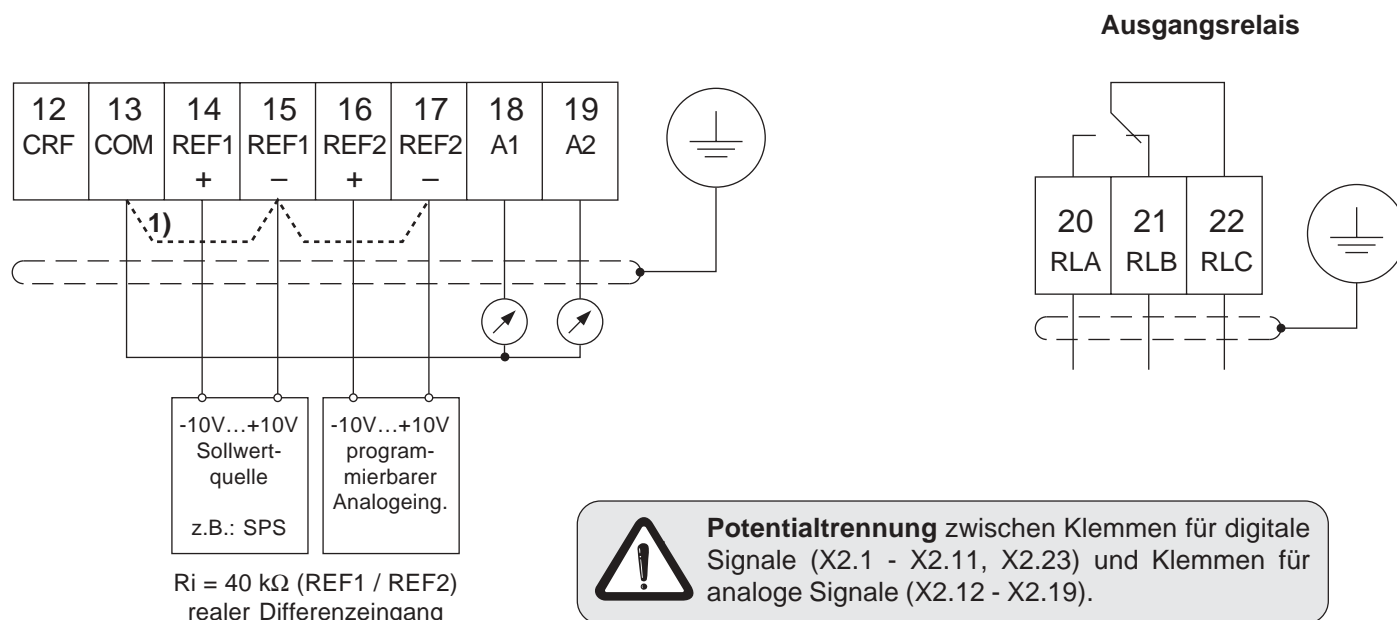 Ausgangsrelais
12 13 14 15 16 17 18 19
CRF COM REF1 REF1 REF2 REF2 A1 A2
+ – + –
1)
20 21 22
RLA RLB RLC
-10V…+10V
Sollwert-
quelle
z.B.: SPS
-10V…+10V
program-
mierbarer
Analogeing.
Ri = 40 kΩ (REF1 / REF2)
realer Differenzeingang
Potentialtrennung zwischen Klemmen für digitale
Signale (X2.1 - X2.11, X2.23) und Klemmen für
analoge Signale (X2.12 - X2.19).